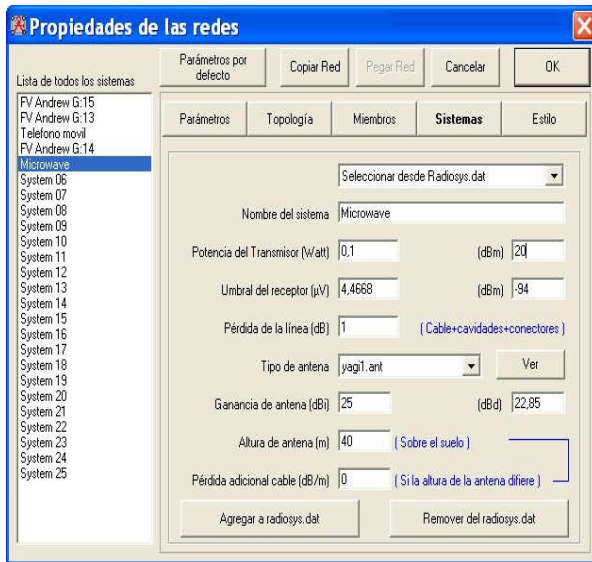 Propiedades de las redes
Lista de todos los sistemas
Parámetros por defecto
Copiar Red
Pegar Red
Cancelar
OK
FV Andrew G:15
FV Andrew G:13
Telefono movil
FV Andrew G:14
Microwave
System 06
System 07
System 08
System 09
System 10
System 11
System 12
System 13
System 14
System 15
System 16
System 17
System 18
System 19
System 20
System 21
System 22
System 23
System 24
System 25
Parámetros
Topología
Miembros
Sistemas
Estilo
Seleccionar desde Radiosys.dat
Nombre del sistema Microwave
Potencia del Transmisor (Watt) 0,1 (dBm) 20
Umbral del receptor (µV) 4,4668 (dBm) -94
Pérdida de la línea (dB) 1 ( Cable+cavidades+conectores )
Tipo de antena yagi1.ant Ver
Ganancia de antena (dBi) 25 (dBd) 22,85
Altura de antena (m) 40 ( Sobre el suelo )
Pérdida adicional cable (dB/m) 0 ( Si la altura de la antena difiere )
Agregar a radiosys.dat
Remover del radiosys.dat